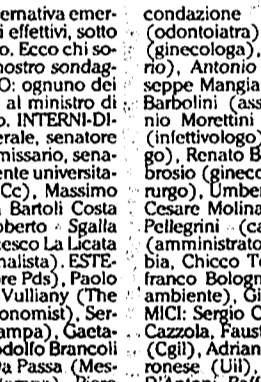 ernativa emer-
i effettivi, sotto
o. Ecco chi so-
nostro sondag-
O: ognuno dei
al ministro di
o. INTERNI-DI-
erale, senatore
missario, sena-
ente universita-
Cc), Massimo
Bartoli Costa
oberto Sgalla
esco La Licata
nalista). ESTE-
re Pds), Paolo
Vulliany (The
onomist), Ser-
ampa), Gaeta-
dolfo Brancoli
Da Passa (Mes-
condazione
(odontoiatra)
(ginecologa),
rio), Antonio
seppe Mangia
Barbolini (ass
nio Morettini
(infettivologo)
go), Renato B
brosio (gineco
rurgo), Umber
Cesare Molina
Pellegrini (ca
(amministrato
bia, Chicco Te
franco Bologn
ambiente), Gi
MICI: Sergio C
Cazzola, Faust
(Cgil), Adrian
ronese (Uil),